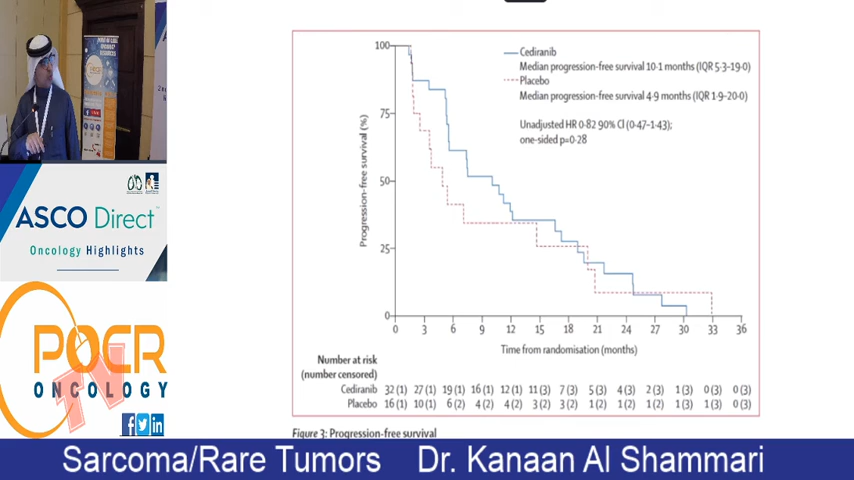 ASCO Direct™
Oncology Highlights
POCR
ONCOLOGY
TV
100
75
50
25
0
Progression-free survival (%)
Cediranib
Median progression-free survival 10·1 months (IQR 5·3–19·0)
Placebo
Median progression-free survival 4·9 months (IQR 1·9–20·0)
Unadjusted HR 0·82 90% CI (0·47–1·43);
one-sided p=0·28
0 3 6 9 12 15 18 21 24 27 30 33 36
Time from randomisation (months)
Number at risk
(number censored)
Cediranib 32 (1) 27 (1) 19 (1) 16 (1) 12 (1) 11 (3) 7 (3) 5 (3) 4 (3) 2 (3) 1 (3) 0 (3) 0 (3)
Placebo 16 (1) 10 (1) 6 (2) 4 (2) 4 (2) 3 (2) 3 (2) 1 (2) 1 (2) 1 (2) 1 (3) 1 (3) 0 (3)
Figure 3: Progression-free survival
Sarcoma/Rare Tumors Dr. Kanaan Al Shammari